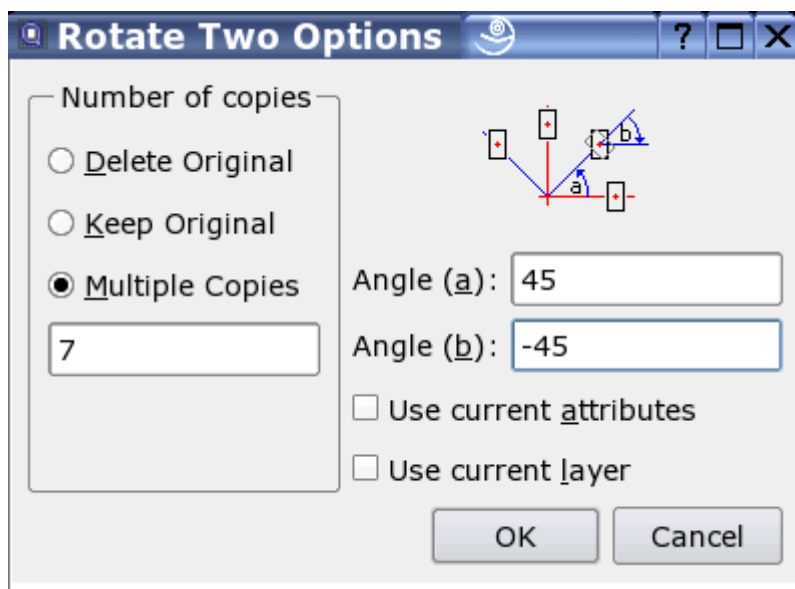 Rotate Two Options
?
Number of copies
Delete Original
Keep Original
Multiple Copies
7
b
a
Angle (a): 45
Angle (b): -45
Use current attributes
Use current layer
OK Cancel